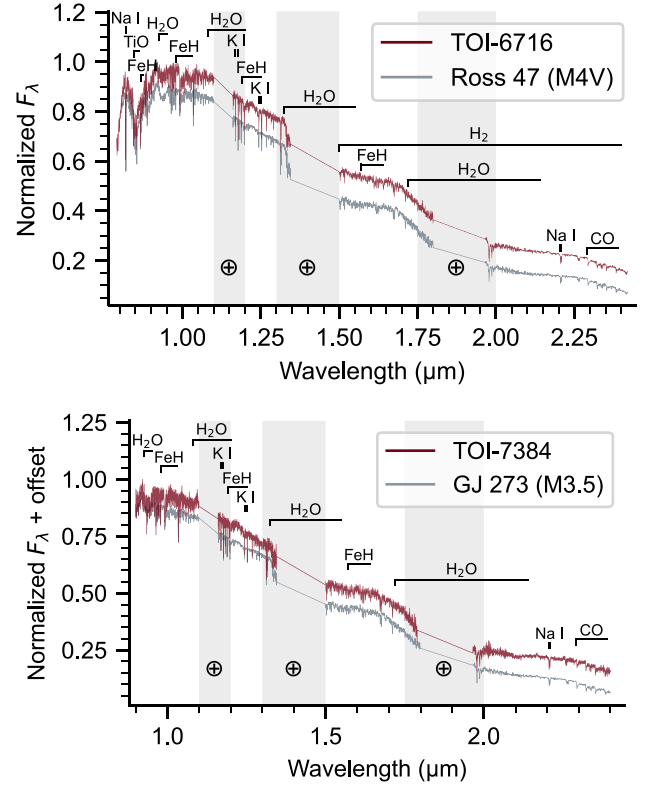 Normalized Fλ
1.0
0.8
0.6
0.4
0.2
Na I
TiO
FeH
H2O
FeH
H2O
K I
FeH
K I
H2O
TOI-6716
Ross 47 (M4V)
H2
FeH
H2O
Na I
CO
⊕ ⊕ ⊕
1.00 1.25 1.50 1.75 2.00 2.25
Wavelength (μm)
Normalized Fλ + offset
1.25
1.00
0.75
0.50
0.25
H2O
FeH
H2O
K I
FeH
K I
H2O
TOI-7384
GJ 273 (M3.5)
FeH
H2O
Na I
CO
⊕ ⊕ ⊕
1.0 1.5 2.0
Wavelength (μm)